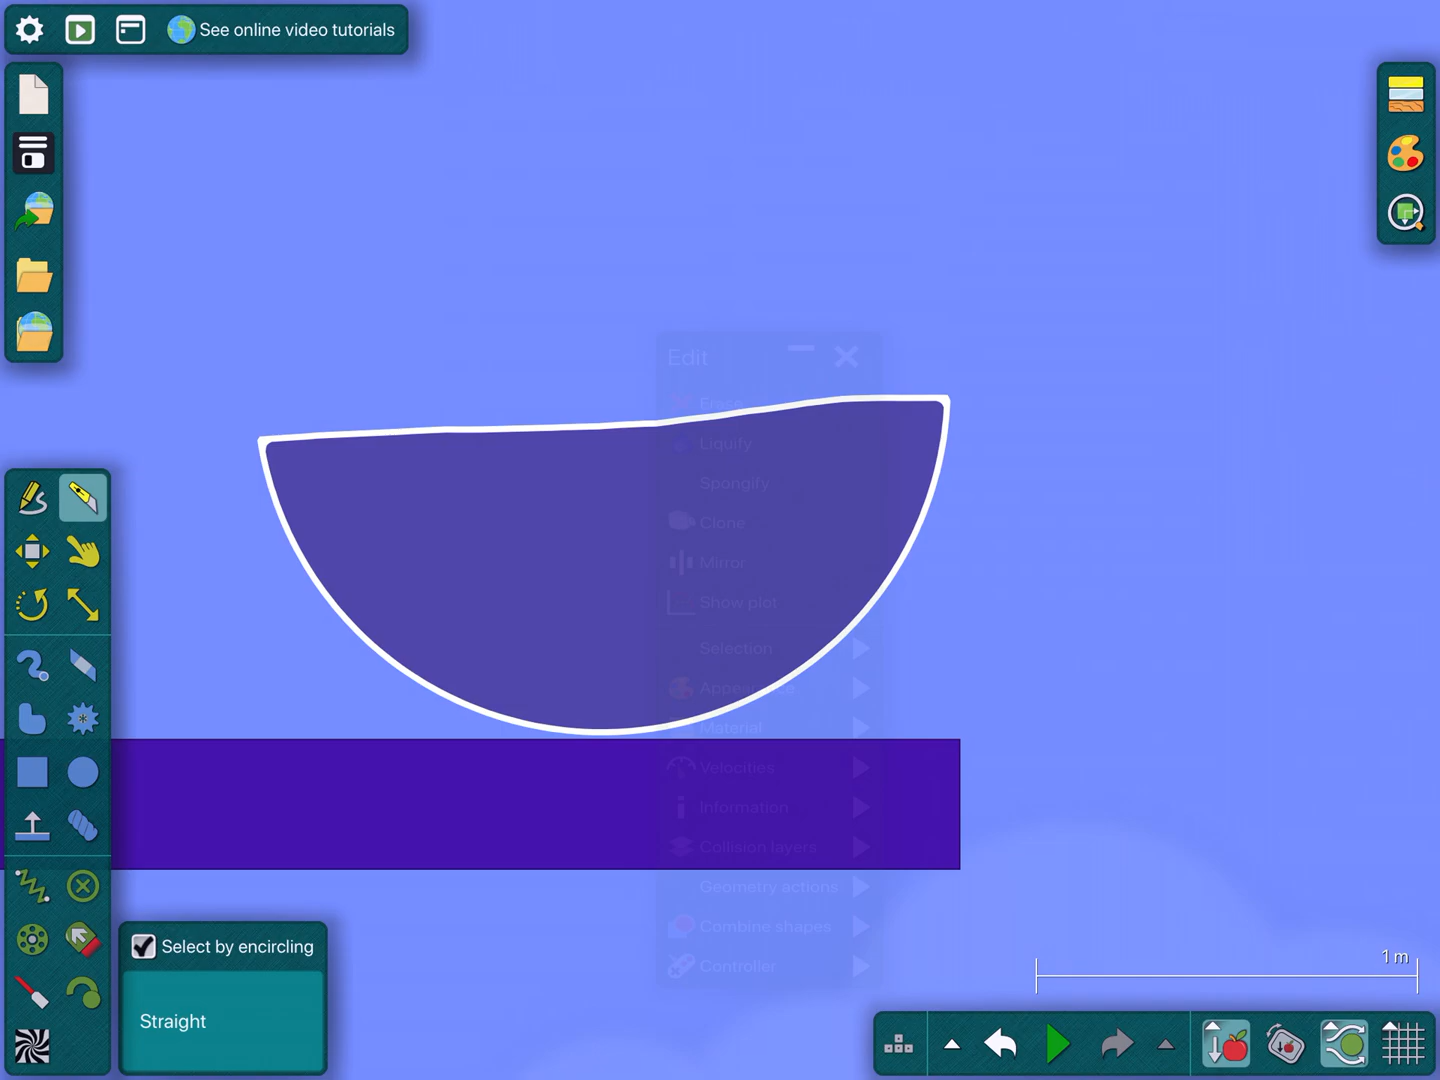 See online video tutorials
Edit
Erase
Liquify
Spongify
Clone
Mirror
Show plot
Selection
Appearance
Material
Velocities
Information
Collision layers
Geometry actions
Combine shapes
Controller
Select by encircling
Straight
1 m